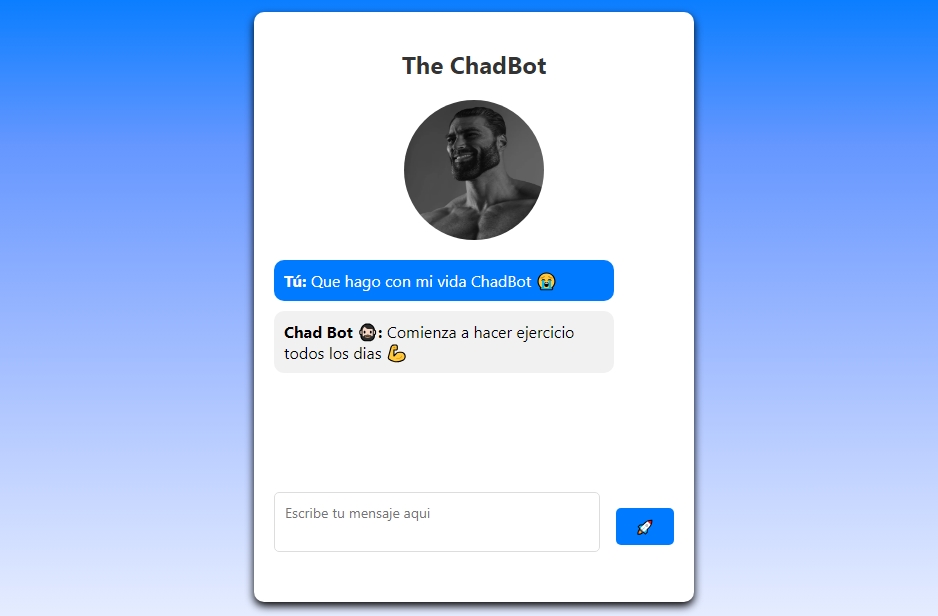 The ChadBot
Tú: Que hago con mi vida ChadBot 😭
Chad Bot 🧔🏻: Comienza a hacer ejercicio
todos los dias 💪
Escribe tu mensaje aqui
🚀